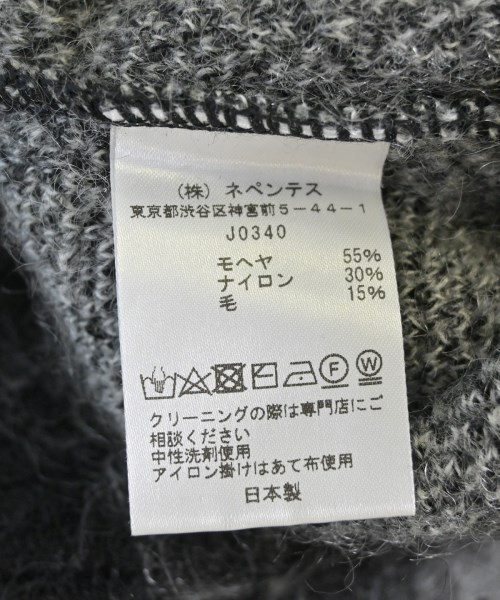 (株) ネペンテス
東京都渋谷区神宮前5-44-1
J0340
モヘヤ 55%
ナイロン 30%
毛 15%
F W
クリーニングの際は専門店にご
相談ください
中性洗剤使用
アイロン掛けはあて布使用
日本製